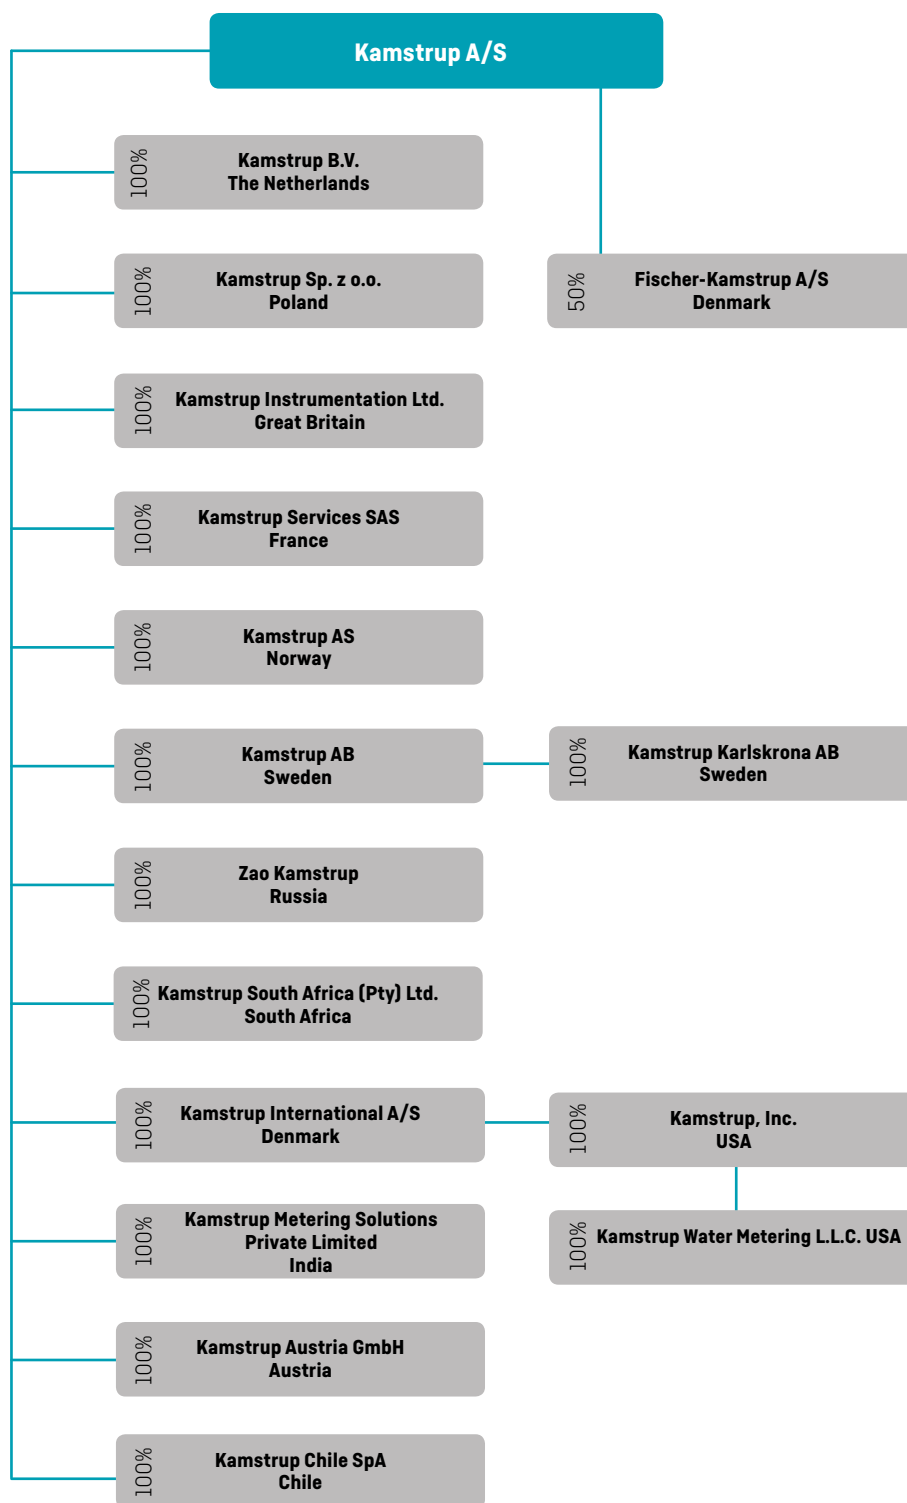 Kamstrup A/S
100%
Kamstrup B.V.
The Netherlands
100%
Kamstrup Sp. z o.o.
Poland
50%
Fischer-Kamstrup A/S
Denmark
100%
Kamstrup Instrumentation Ltd.
Great Britain
100%
Kamstrup Services SAS
France
100%
Kamstrup AS
Norway
100%
Kamstrup AB
Sweden
100%
Kamstrup Karlskrona AB
Sweden
100%
Zao Kamstrup
Russia
100%
Kamstrup South Africa (Pty) Ltd.
South Africa
100%
Kamstrup International A/S
Denmark
100%
Kamstrup, Inc.
USA
100%
Kamstrup Metering Solutions
Private Limited
India
100%
Kamstrup Water Metering L.L.C. USA
100%
Kamstrup Austria GmbH
Austria
100%
Kamstrup Chile SpA
Chile